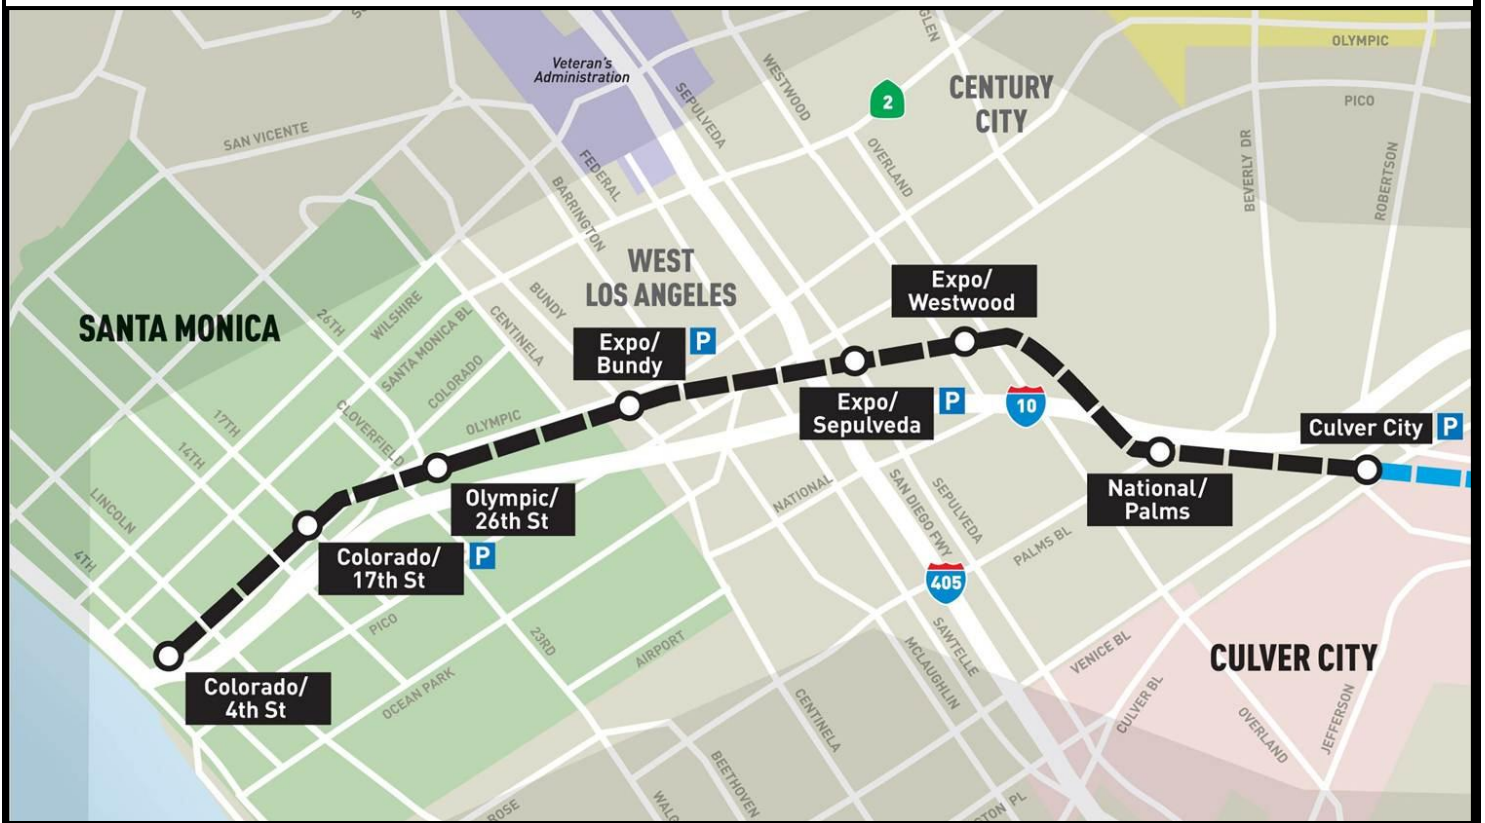 Veteran's
Administration
SEPULVEDA
WESTWOOD
GLEN
2
CENTURY
CITY
OLYMPIC
PICO
SAN VICENTE
FEDERAL
BARRINGTON
OVERLAND
BEVERLY DR
ROBERTSON
WEST
LOS ANGELES
SANTA MONICA
26TH
WILSHIRE
SANTA MONICA BL
COLORADO
BUNDY
CENTINELA
Expo/
Bundy
P
Expo/
Westwood
Expo/
Sepulveda
P
10
Culver City
P
17TH
14TH
CLOVERFIELD
OLYMPIC
LINCOLN
4TH
Olympic/
26th St
Colorado/
17th St
P
NATIONAL
SAN DIEGO FWY
SEPULVEDA
PALMS BL
National/
Palms
405
Colorado/
4th St
PICO
OCEAN PARK
23RD
AIRPORT
CENTINELA
MCLAUGHLIN
SAWTELLE
VENICE BL
CULVER BL
CULVER CITY
OVERLAND
JEFFERSON
BEETHOVEN